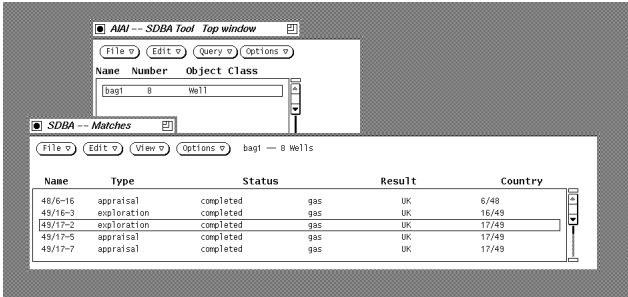 AIAI -- SDBA Tool Top window
File Edit Query Options
Name Number Object Class
bag1 8 Well
SDBA -- Matches
File Edit View Options bag1 — 8 Wells
Name Type Status Result Country
48/6-16 appraisal completed gas UK 6/48
49/16-3 exploration completed gas UK 16/49
49/17-2 exploration completed gas UK 17/49
49/17-5 appraisal completed gas UK 17/49
49/17-7 appraisal completed gas UK 17/49